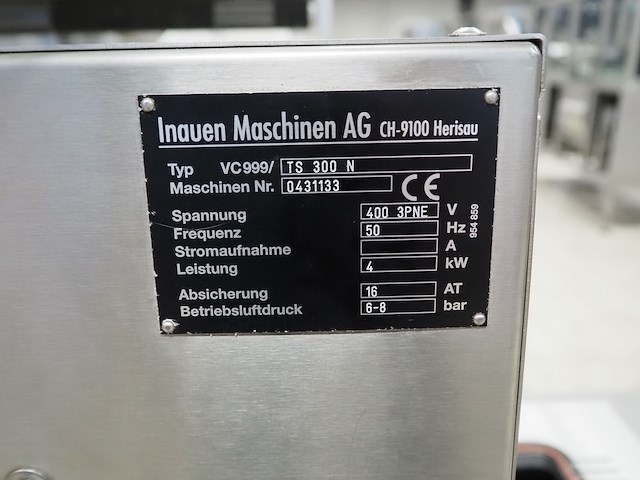 Inauen Maschinen AG CH-9100 Herisau
Typ VC999/ TS 300 N
Maschinen Nr. 0431133 CE
Spannung 400 3PNE V
Frequenz 50 Hz
Stromaufnahme A
Leistung 4 kW
Absicherung 16 AT
Betriebsluftdruck 6-8 bar
954 859